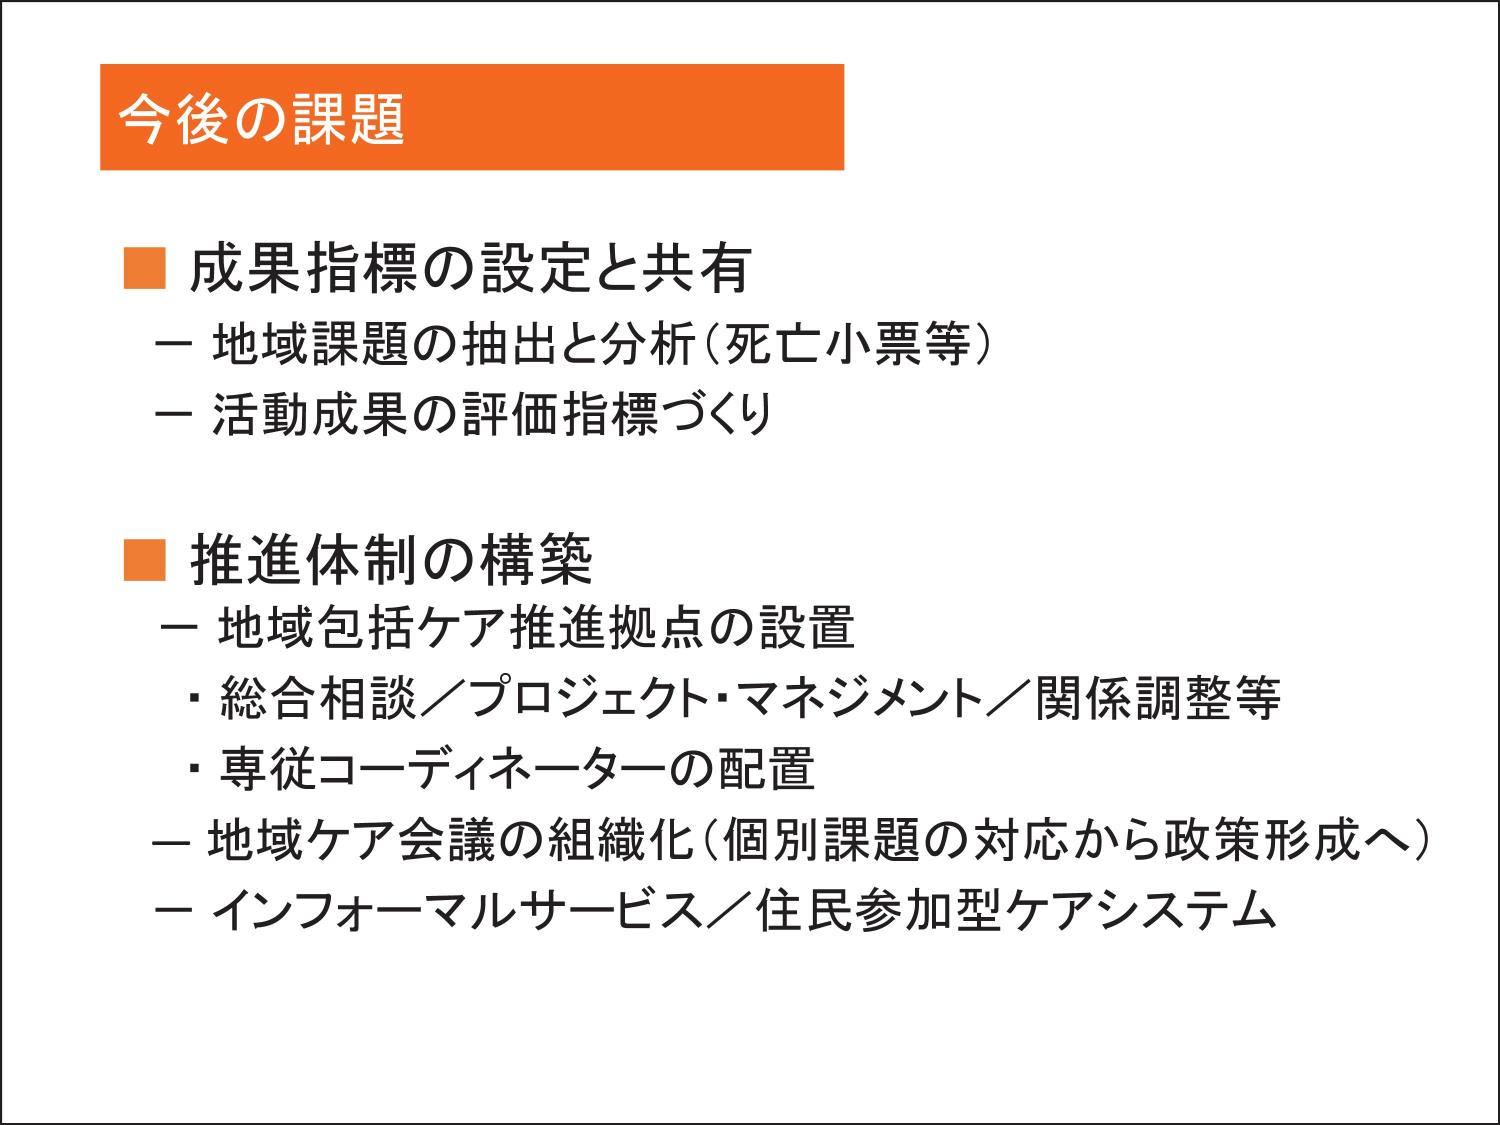 今後の課題
■ 成果指標の設定と共有
－ 地域課題の抽出と分析（死亡小票等）
－ 活動成果の評価指標づくり
■ 推進体制の構築
－ 地域包括ケア推進拠点の設置
・総合相談／プロジェクト・マネジメント／関係調整等
・専従コーディネーターの配置
― 地域ケア会議の組織化（個別課題の対応から政策形成へ）
－ インフォーマルサービス／住民参加型ケアシステム